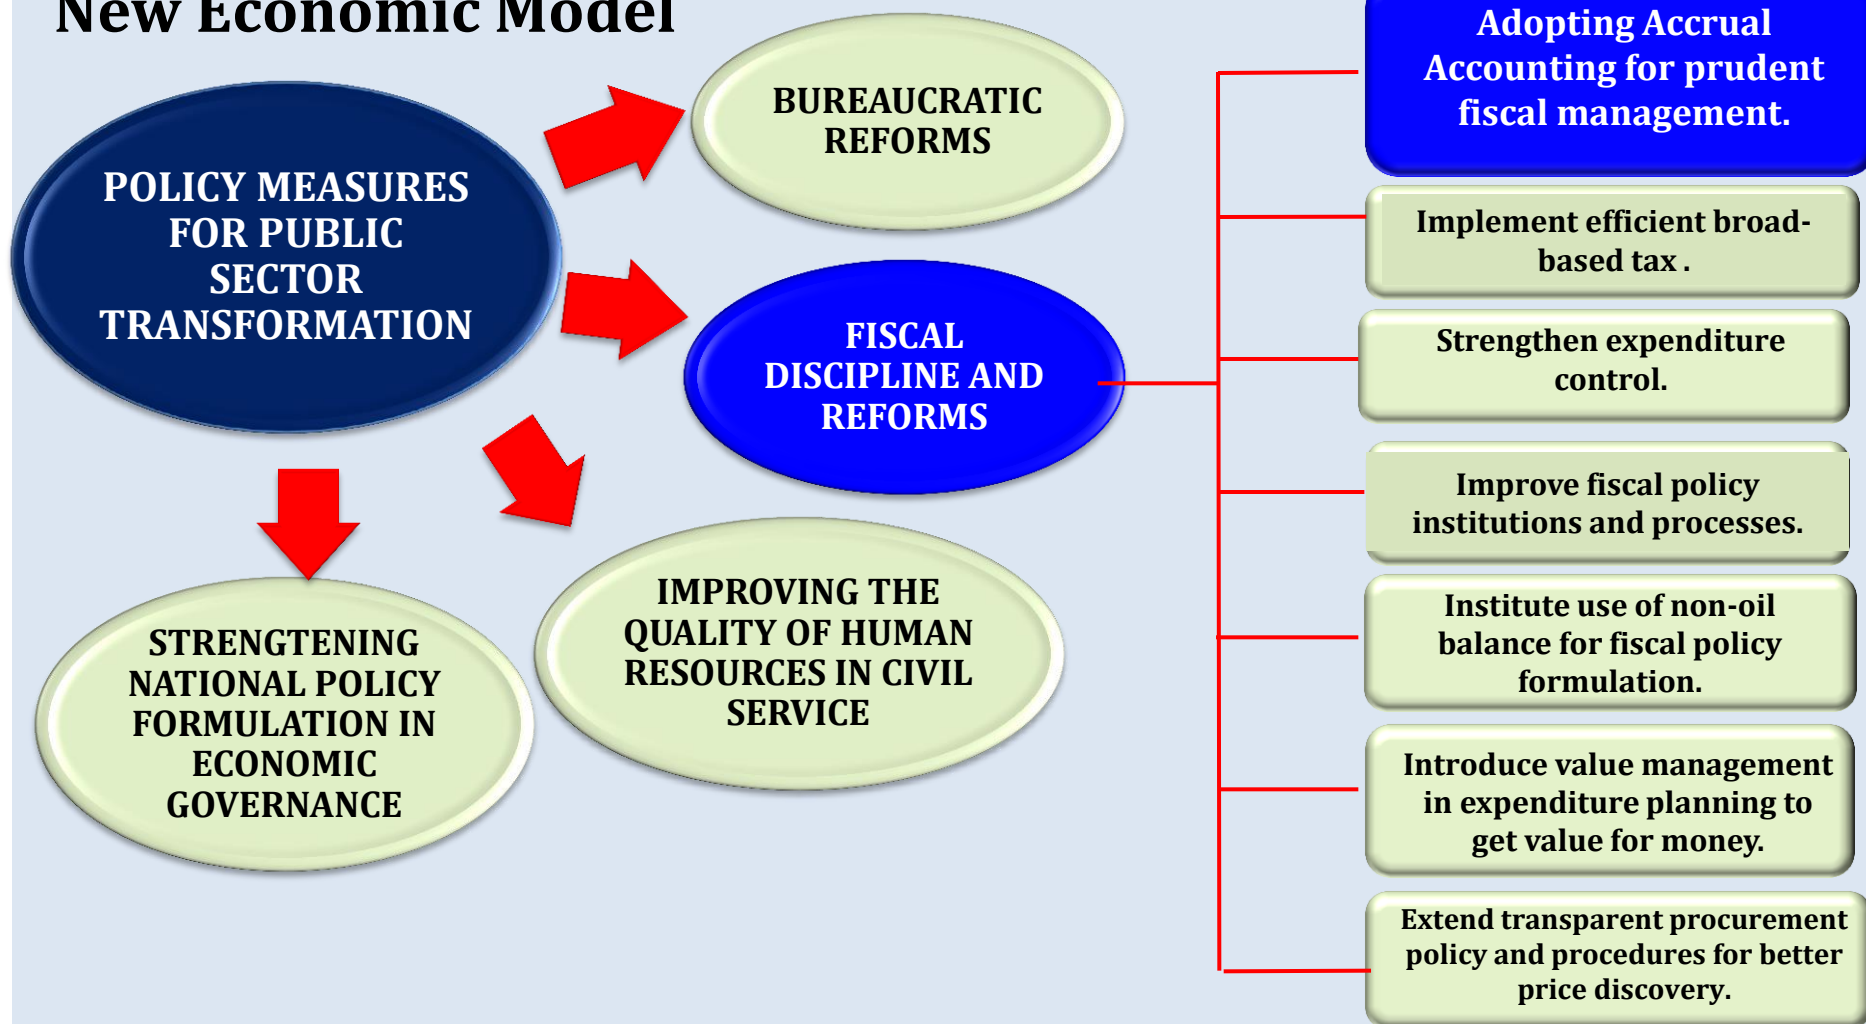 New Economic Model
POLICY MEASURES
FOR PUBLIC
SECTOR
TRANSFORMATION
BUREAUCRATIC
REFORMS
FISCAL
DISCIPLINE AND
REFORMS
IMPROVING THE
QUALITY OF HUMAN
RESOURCES IN CIVIL
SERVICE
STRENGTENING
NATIONAL POLICY
FORMULATION IN
ECONOMIC
GOVERNANCE
Adopting Accrual
Accounting for prudent
fiscal management.
Implement efficient broad-
based tax .
Strengthen expenditure
control.
Improve fiscal policy
institutions and processes.
Institute use of non-oil
balance for fiscal policy
formulation.
Introduce value management
in expenditure planning to
get value for money.
Extend transparent procurement
policy and procedures for better
price discovery.